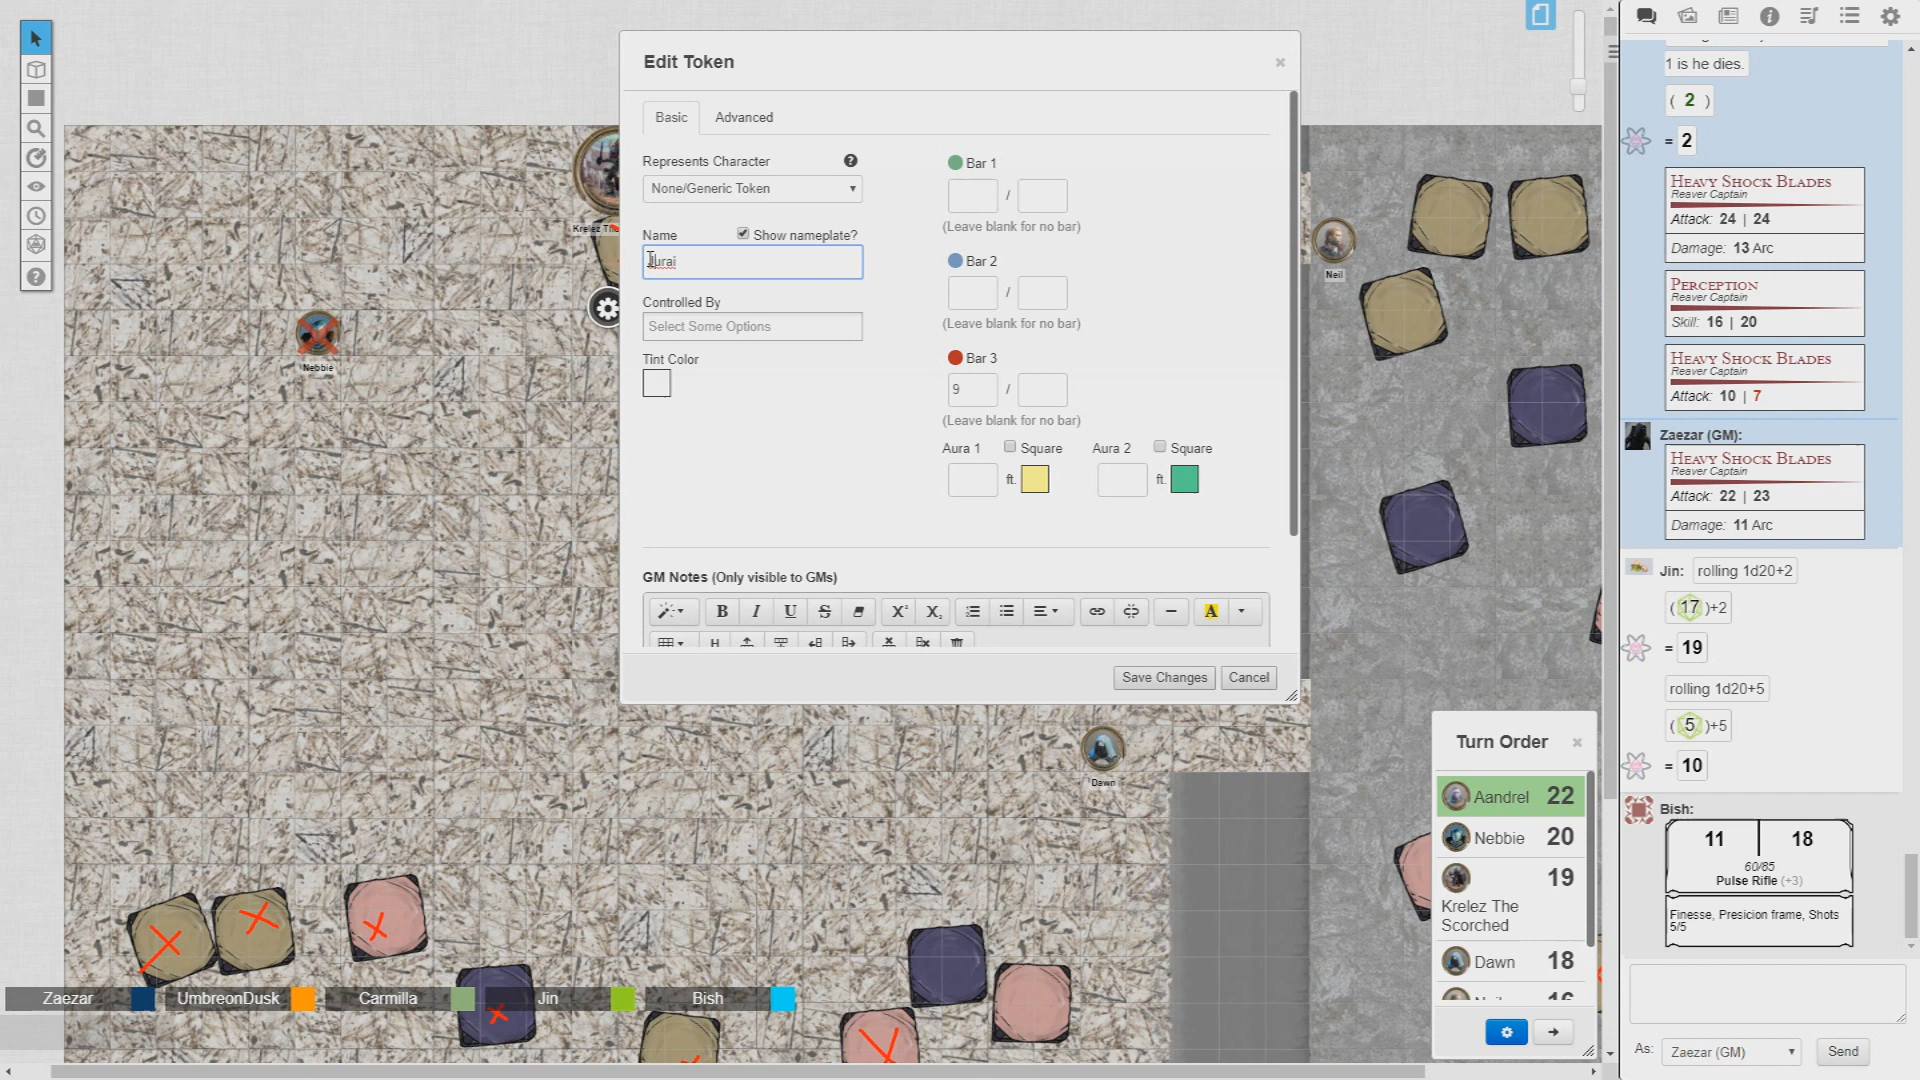 Edit Token
Basic
Advanced
Represents Character
None/Generic Token
Name
Show nameplate?
Controlled By
Select Some Options
Tint Color
Bar 1
/
(Leave blank for no bar)
Bar 2
/
(Leave blank for no bar)
Bar 3
9 /
(Leave blank for no bar)
Aura 1
Square
Aura 2
Square
ft.
ft.
GM Notes (Only visible to GMs)
Save Changes
Cancel
Nebbie
Neil
Dawn
Turn Order
Aandrel 22
Nebbie 20
19
Krelez The
Scorched
Dawn 18
Zaezar
UmbreonDusk
Carmilla
Jin
Bish
1 is he dies.
( 2 )
= 2
HEAVY SHOCK BLADES
Reaver Captain
Attack: 24 | 24
Damage: 13 Arc
PERCEPTION
Reaver Captain
Skill: 16 | 20
HEAVY SHOCK BLADES
Reaver Captain
Attack: 10 | 7
Zaezar (GM):
HEAVY SHOCK BLADES
Reaver Captain
Attack: 22 | 23
Damage: 11 Arc
Jin: rolling 1d20+2
(17)+2
= 19
rolling 1d20+5
(5)+5
= 10
Bish:
11 18
60/85
Pulse Rifle (+3)
Finesse, Presicion frame, Shots
5/5
As: Zaezar (GM)
Send